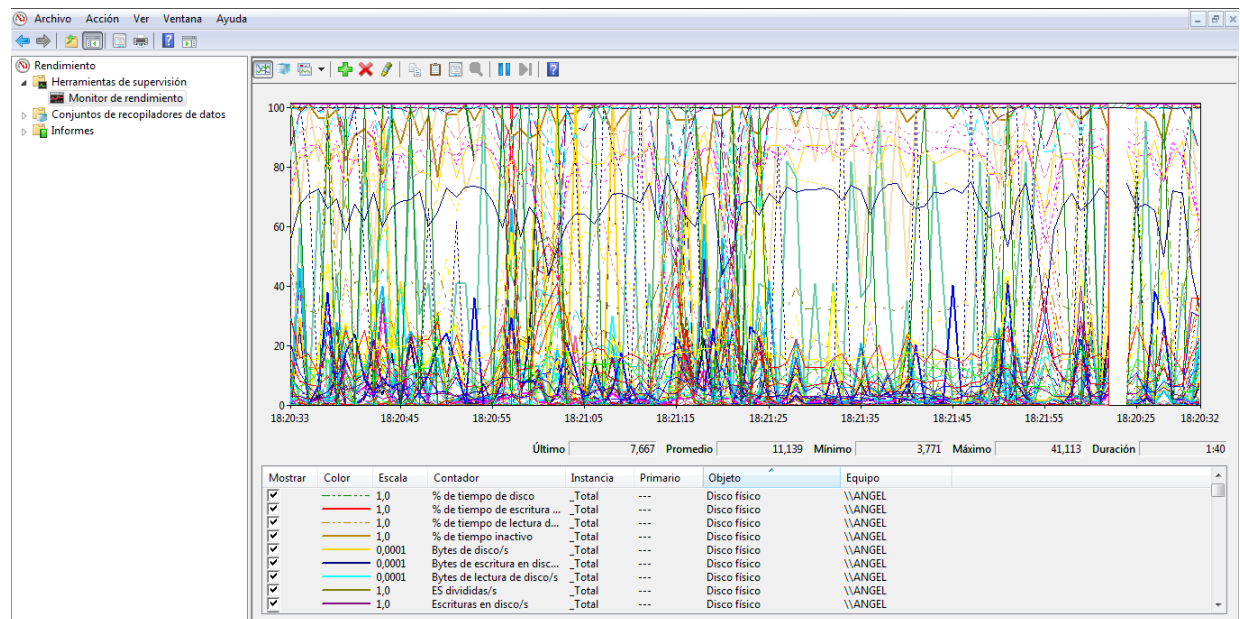 Archivo Acción Ver Ventana Ayuda
Rendimiento
Herramientas de supervisión
Monitor de rendimiento
Conjuntos de recopiladores de datos
Informes
100
80
60
40
20
0
18:20:33 18:20:45 18:20:55 18:21:05 18:21:15 18:21:25 18:21:35 18:21:45 18:21:55 18:20:25 18:20:32
Último 7,667 Promedio 11,139 Mínimo 3,771 Máximo 41,113 Duración 1:40
Mostrar Color Escala Contador Instancia Primario Objeto Equipo
1,0 % de tiempo de disco _Total --- Disco físico \\ANGEL
1,0 % de tiempo de escritura ... _Total --- Disco físico \\ANGEL
1,0 % de tiempo de lectura d... _Total --- Disco físico \\ANGEL
1,0 % de tiempo inactivo _Total --- Disco físico \\ANGEL
0,0001 Bytes de disco/s _Total --- Disco físico \\ANGEL
0,0001 Bytes de escritura en disc... _Total --- Disco físico \\ANGEL
0,0001 Bytes de lectura de disco/s _Total --- Disco físico \\ANGEL
1,0 ES divididas/s _Total --- Disco físico \\ANGEL
1,0 Escrituras en disco/s _Total --- Disco físico \\ANGEL